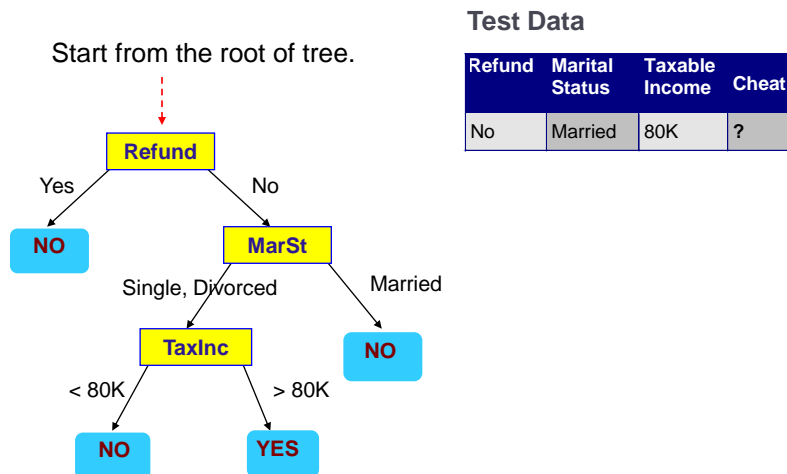 Test Data
Start from the root of tree.
Refund Marital Status Taxable Income Cheat
No Married 80K ?
Refund
Yes No
NO MarSt
Single, Divorced Married
TaxInc NO
< 80K > 80K
NO YES